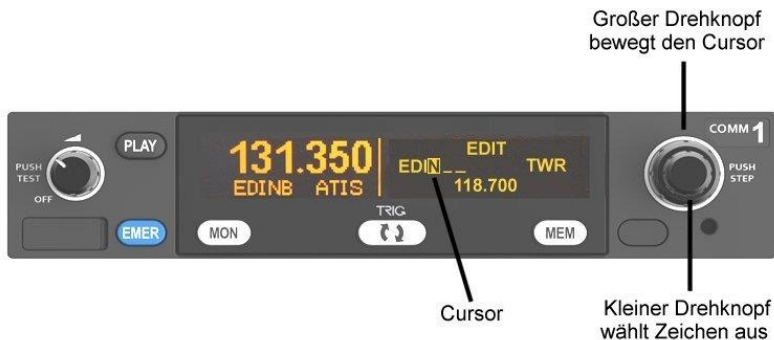 Großer Drehknopf
bewegt den Cursor
COMM 1
PUSH
TEST
OFF
PLAY
131.350
EDINB ATIS
EDIT
EDIN_ _ TWR
118.700
PUSH
STEP
EMER
MON
TRIG
MEM
Cursor
Kleiner Drehknopf
wählt Zeichen aus